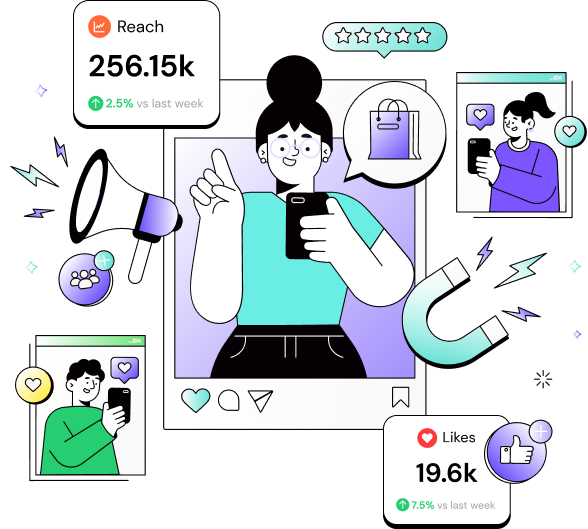 Reach
256.15k
2.5% vs last week
Likes
19.6k
7.5% vs last week